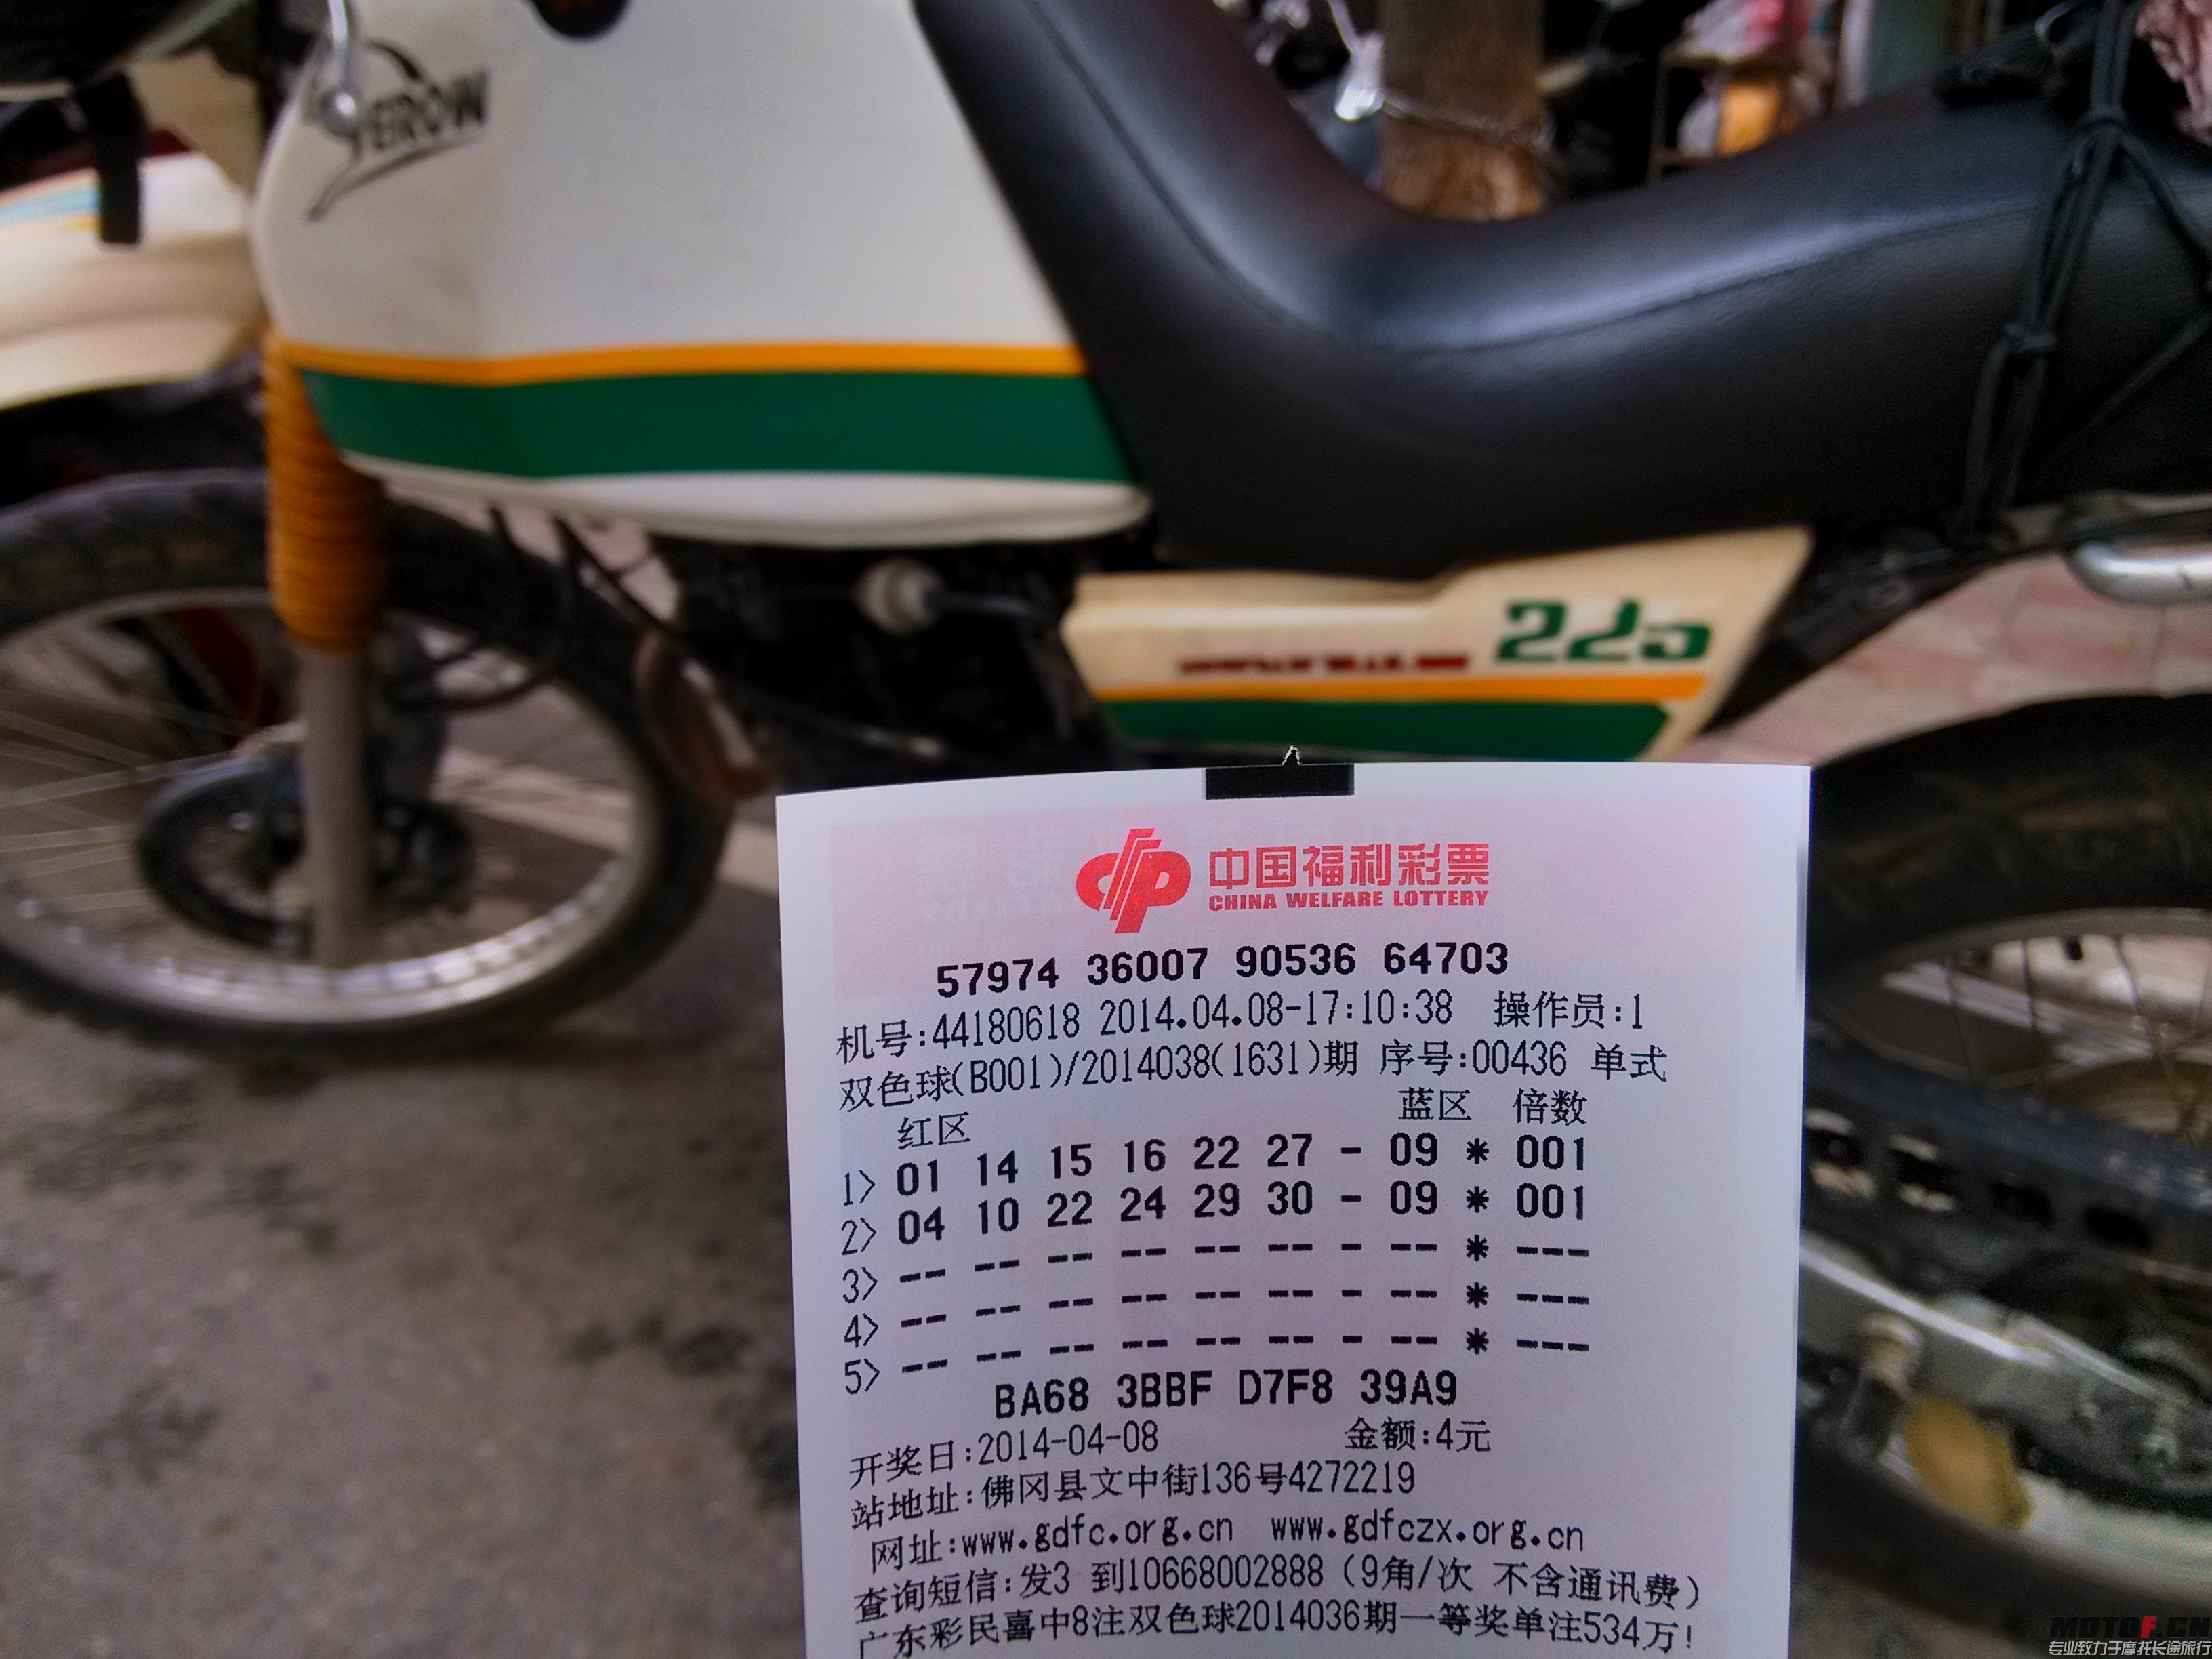 SEROW
225
中国福利彩票
CHINA WELFARE LOTTERY
57974 36007 90536 64703
机号:44180618 2014.04.08-17:10:38 操作员:1
双色球(B001)/2014038(1631)期 序号:00436 单式
红区 蓝区 倍数
1> 01 14 15 16 22 27 - 09 * 001
2> 04 10 22 24 29 30 - 09 * 001
3> -- -- -- -- -- -- - -- * ---
4> -- -- -- -- -- -- - -- * ---
5> -- -- -- -- -- -- - -- * ---
BA68 3BBF D7F8 39A9
开奖日:2014-04-08 金额:4元
站地址:佛冈县文中街136号4272219
网址:www.gdfc.org.cn www.gdfczx.org.cn
查询短信:发3 到10668002888 (9角/次 不含通讯费)
广东彩民喜中8注双色球2014036期一等奖单注534万!
MOTOF.CN
专业致力于摩托长途旅行